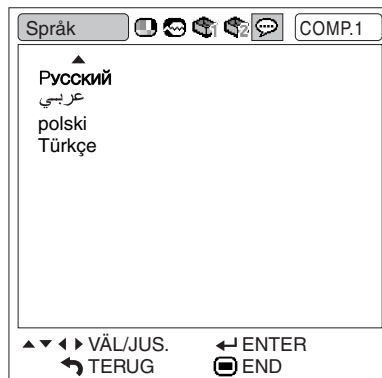 Språk COMP.1
Русский
عربي
polski
Türkçe
VÄL/JUS. ENTER
TERUG END